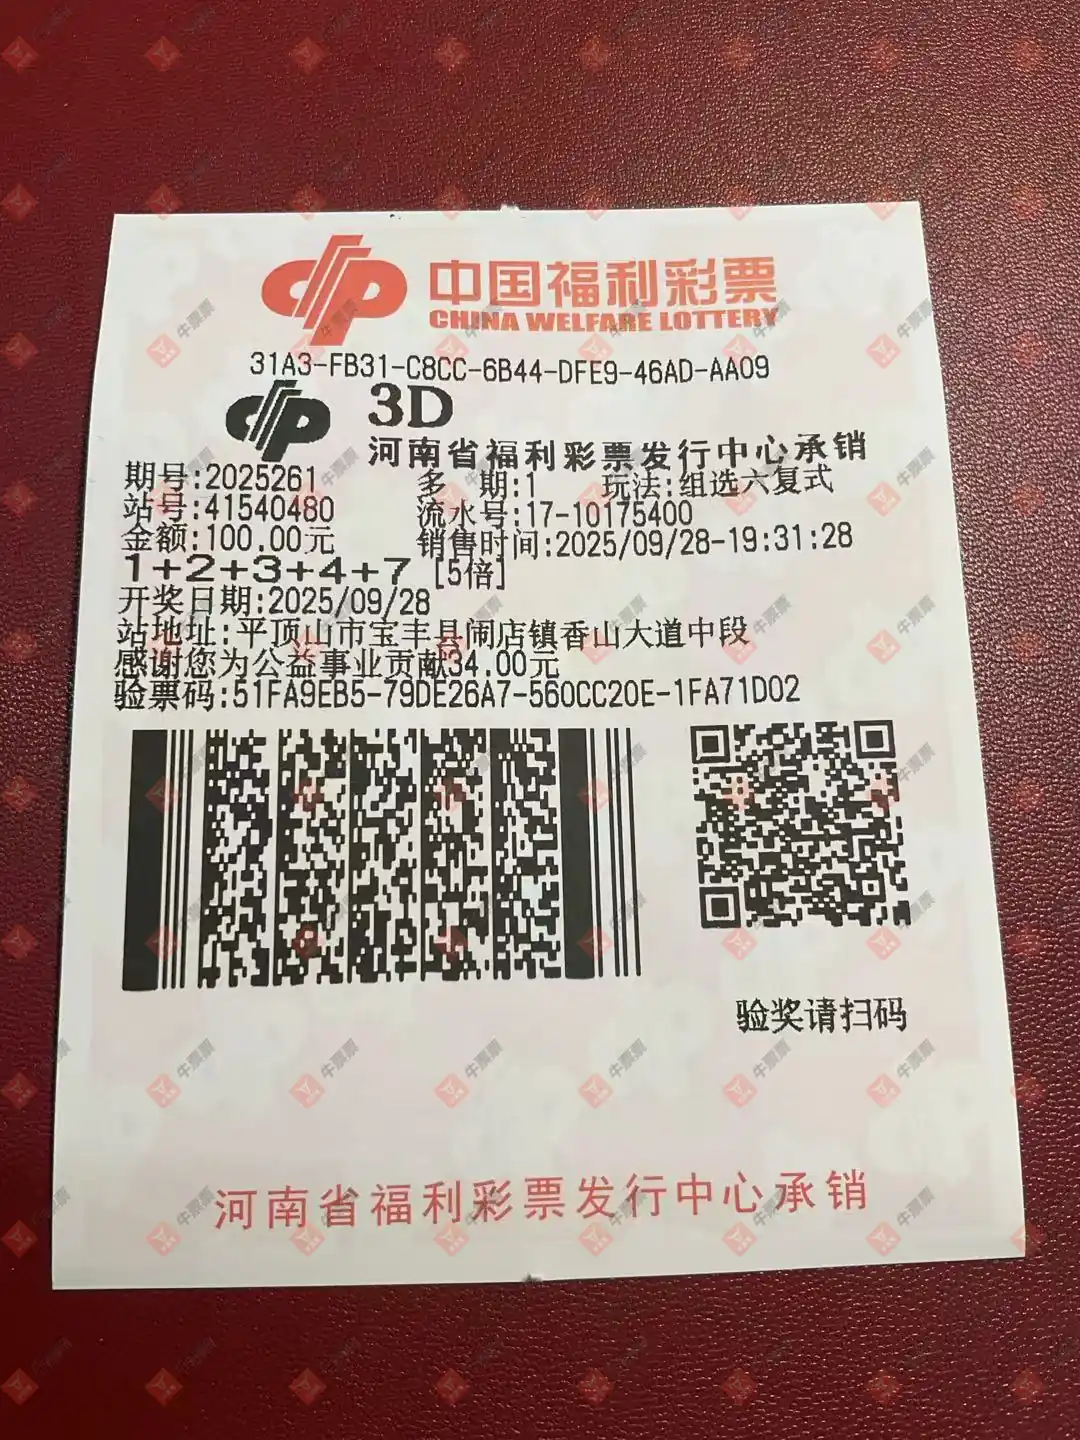 中国福利彩票
CHINA WELFARE LOTTERY
31A3-FB31-C8CC-6B44-DFE9-46AD-AA09
3D
河南省福利彩票发行中心承销
期号:2025261 多 期:1 玩法:组选六复式
站号:41540480 流水号:17-10175400
金额:100.00元 销售时间:2025/09/28-19:31:28
1+2+3+4+7 [5倍]
开奖日期:2025/09/28
站地址:平顶山市宝丰县闹店镇香山大道中段
感谢您为公益事业贡献34.00元
验票码:51FA9EB5-79DE26A7-560CC20E-1FA71D02
验奖请扫码
河南省福利彩票发行中心承销
牛票票